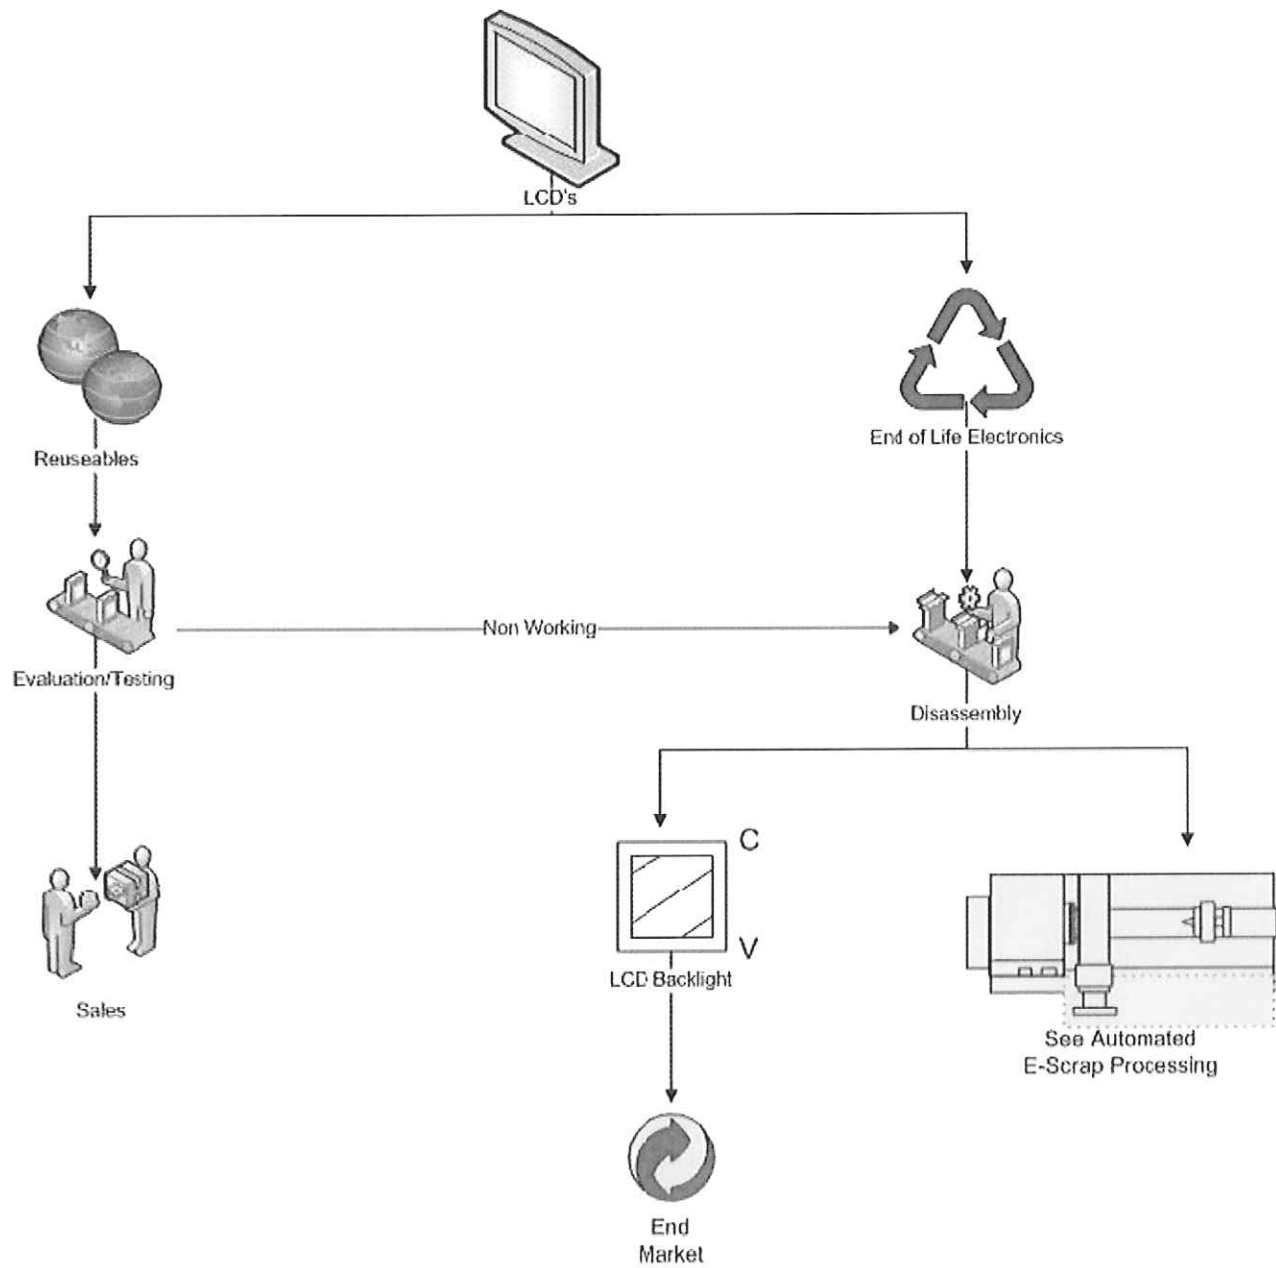 LCD's
Reuseables
End of Life Electronics
Evaluation/Testing
Non Working
Disassembly
C
V
LCD Backlight
Sales
See Automated
E-Scrap Processing
End
Market